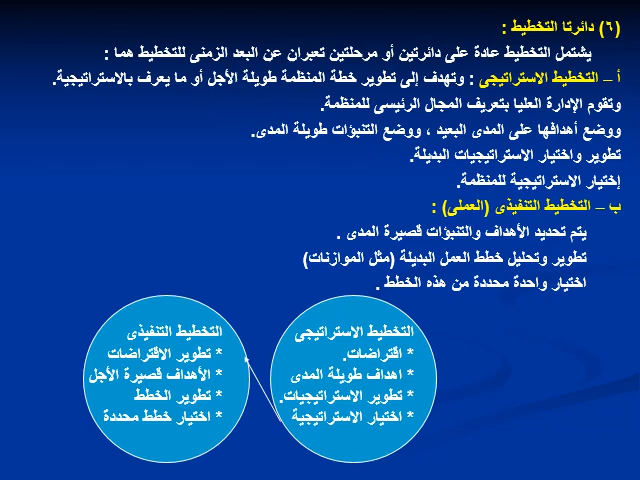 (٦) دائرتا التخطيط :
يشتمل التخطيط عادة على دائرتين أو مرحلتين تعبران عن البعد الزمنى للتخطيط هما :
أ – التخطيط الاستراتيجى : وتهدف إلى تطوير خطة المنظمة طويلة الأجل أو ما يعرف بالاستراتيجية.
وتقوم الإدارة العليا بتعريف المجال الرئيسى للمنظمة.
ووضع أهدافها على المدى البعيد ، ووضع التنبؤات طويلة المدى.
تطوير واختيار الاستراتيجيات البديلة.
إختيار الاستراتيجية للمنظمة.
ب – التخطيط التنفيذى (العملى) :
يتم تحديد الأهداف والتنبؤات قصيرة المدى .
تطوير وتحليل خطط العمل البديلة (مثل الموازنات)
اختيار واحدة محددة من هذه الخطط .
التخطيط الاستراتيجى
* افتراضات.
* اهداف طويلة المدى
* تطوير الاستراتيجيات.
* اختيار الاستراتيجية
التخطيط التنفيذى
* تطوير الافتراضات
* الأهداف قصيرة الأجل
* تطوير الخطط
* اختيار خطط محددة